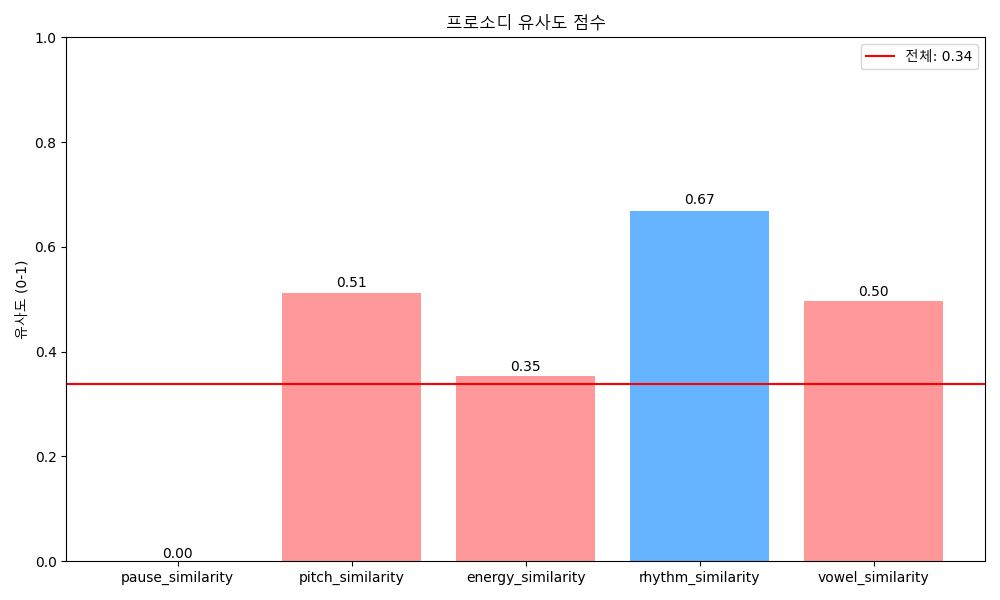 프로소디 유사도 점수
전체: 0.34
유사도 (0-1)
1.0
0.8
0.6
0.4
0.2
0.0
0.00
0.51
0.35
0.67
0.50
pause_similarity
pitch_similarity
energy_similarity
rhythm_similarity
vowel_similarity